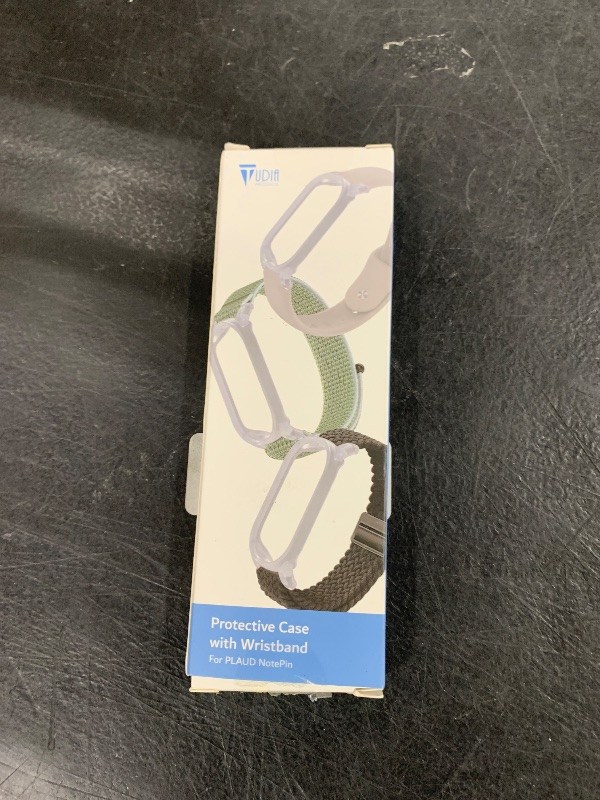 TUDIA
Protective Case
with Wristband
For PLAUD NotePin